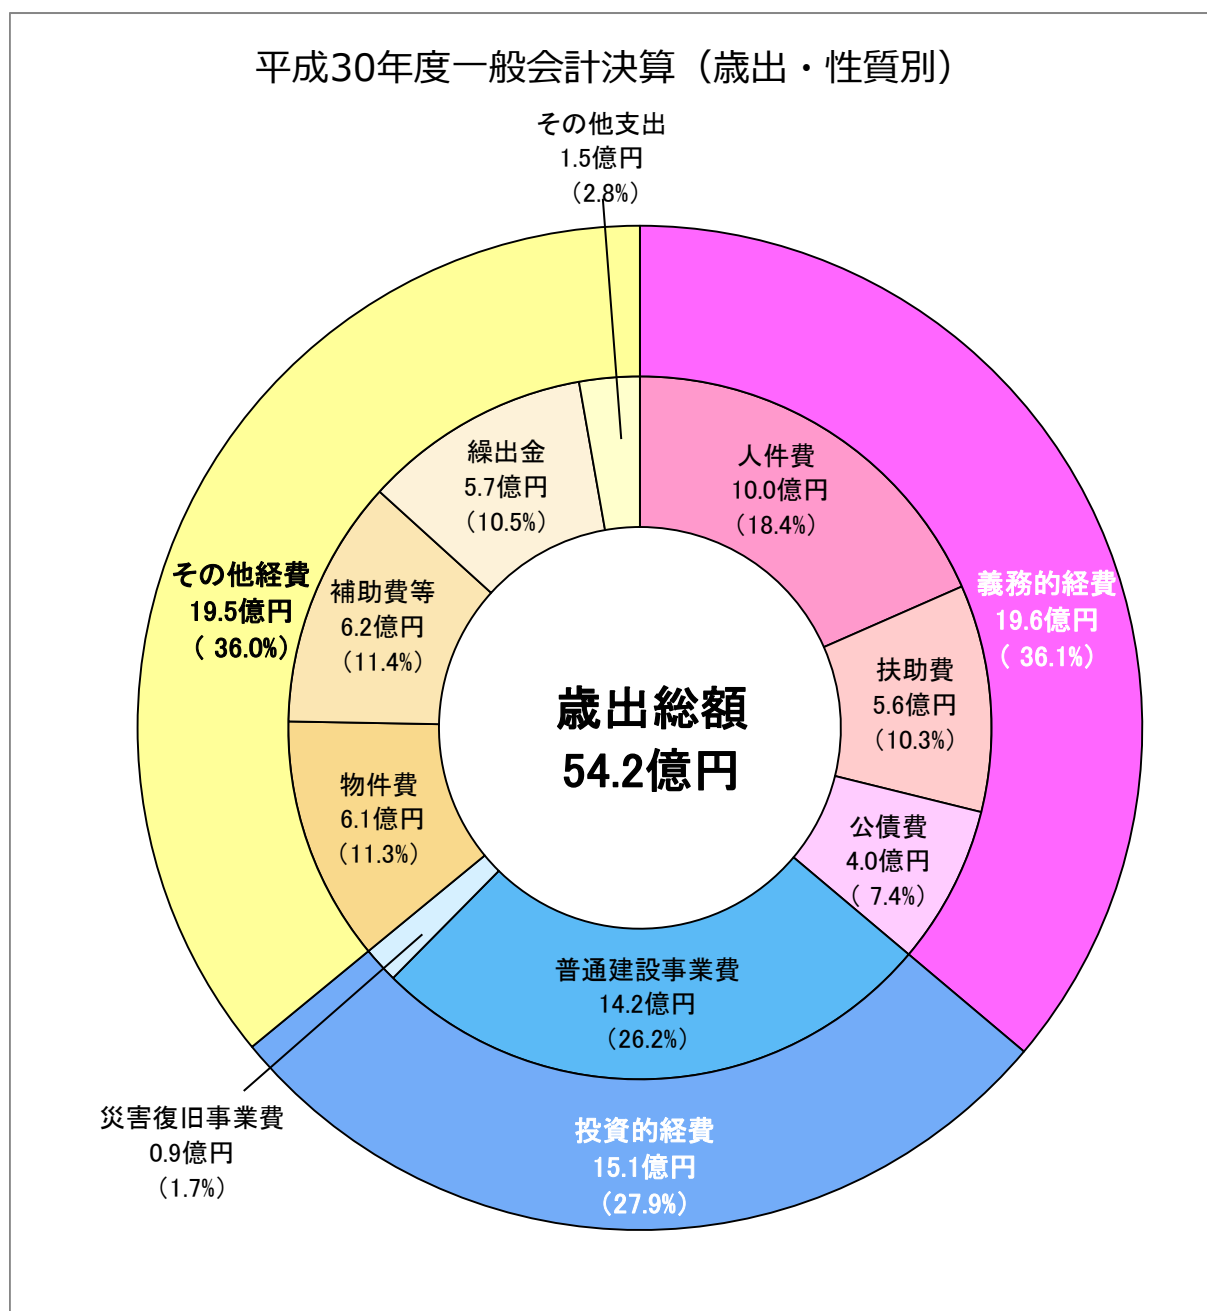 平成30年度一般会計決算（歳出・性質別）
その他支出
1.5億円
（2.8%）
人件費
10.0億円
（18.4%）
繰出金
5.7億円
（10.5%）
義務的経費
19.6億円
（ 36.1%）
その他経費
19.5億円
（ 36.0%）
補助費等
6.2億円
（11.4%）
扶助費
5.6億円
（10.3%）
歳出総額
54.2億円
物件費
6.1億円
（11.3%）
公債費
4.0億円
（ 7.4%）
普通建設事業費
14.2億円
（26.2%）
災害復旧事業費
0.9億円
（1.7%）
投資的経費
15.1億円
（27.9%）